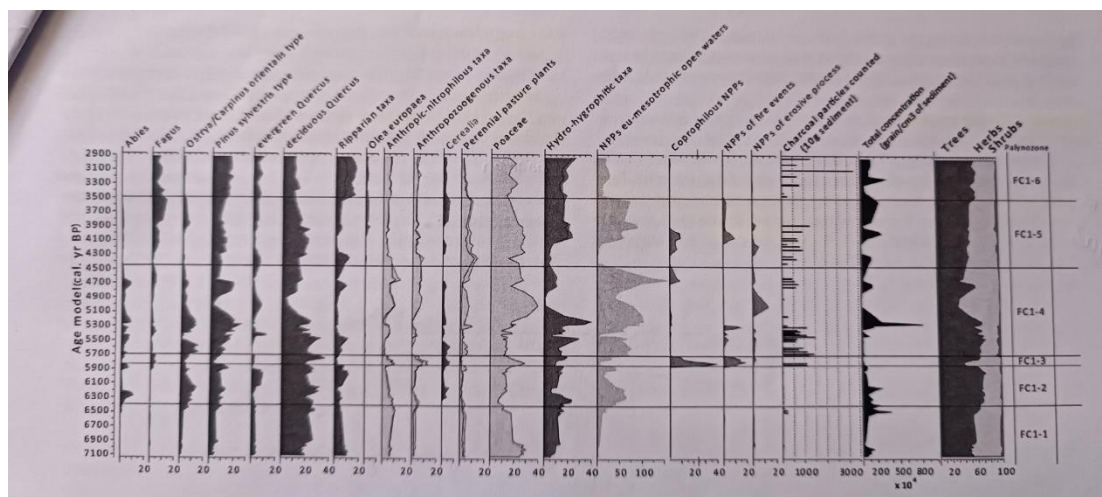 Abies
Fagus
Ostrya/Carpinus orientalis type
Pinus sylvestris type
evergreen Quercus
deciduous Quercus
Ripparian taxa
Olea europaea
Anthropic-nitrophilous taxa
Anthropozoogenous taxa
Cerealia
Perennial pasture plants
Poaceae
Hydro-hygrophytic taxa
NPPs eu-mesotrophic open waters
Coprophilus NPPs
NPPs of fire events
NPPs of erosive process
Charcoal particles counted
(10g sediment)
Total concentration
(grain/cm3 of sediment)
Trees
Herbs
Shrubs
Palynozone
Age model(cal. yr BP)
2900
3100
3300
3500
3700
3900
4100
4300
4500
4700
4900
5100
5300
5500
5700
5900
6100
6300
6500
6700
6900
7100
FC1-6
FC1-5
FC1-4
FC1-3
FC1-2
FC1-1
20 20 20 20 20 20 20 20 20 20 20 20 20 40 20 40 50 100 20 40 20 20 1000 3000 200 500 800 20 60 100
x 10⁴